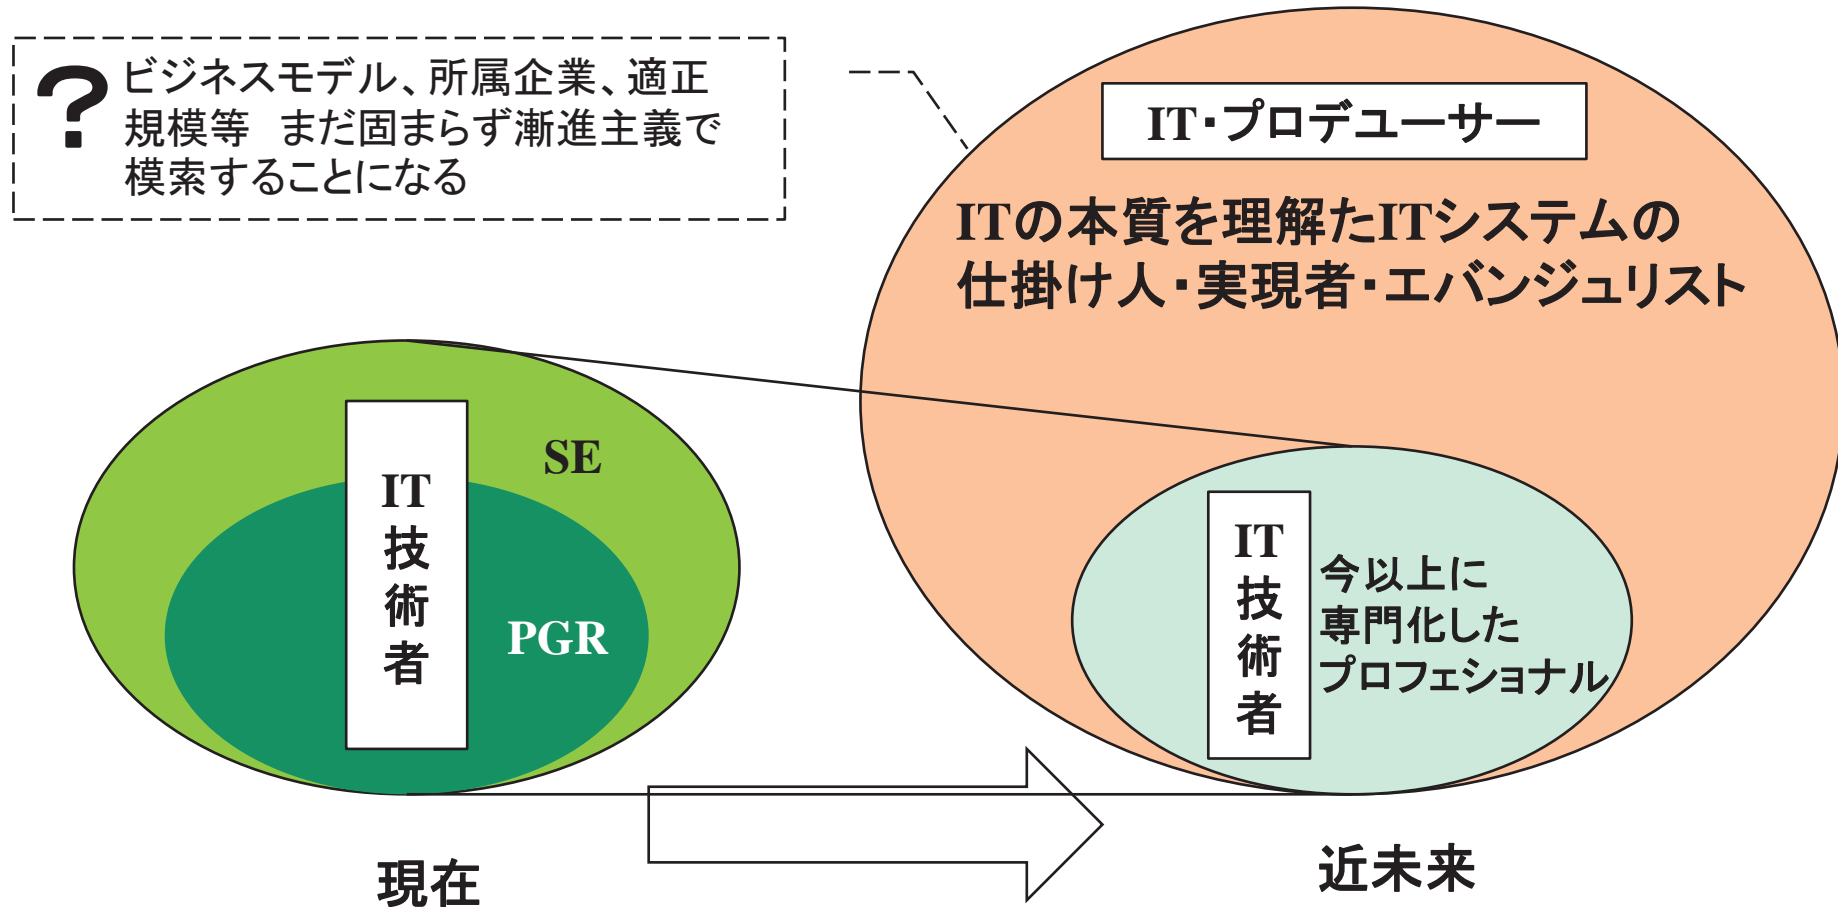 ?
ビジネスモデル、所属企業、適正
規模等　まだ固まらず漸進主義で
模索することになる
IT・プロデューサー
ITの本質を理解たITシステムの
仕掛け人・実現者・エバンジュリスト
SE
IT
技
術
者
PGR
IT
技
術
者
今以上に
専門化した
プロフェショナル
現在
近未来